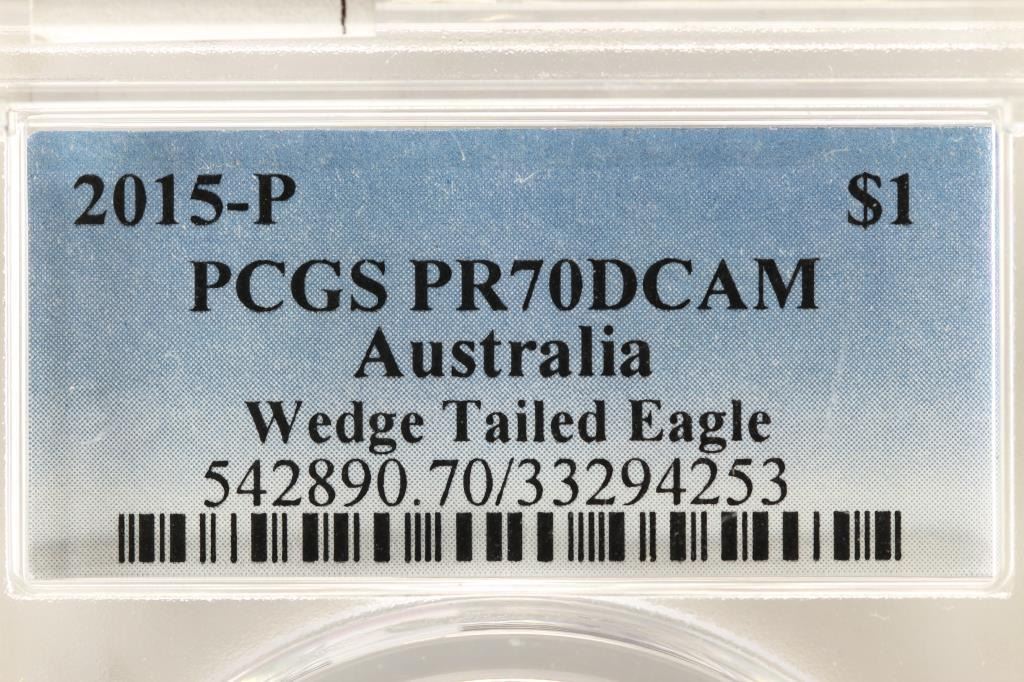 2015-P $1
PCGS PR70DCAM
Australia
Wedge Tailed Eagle
542890.70/33294253